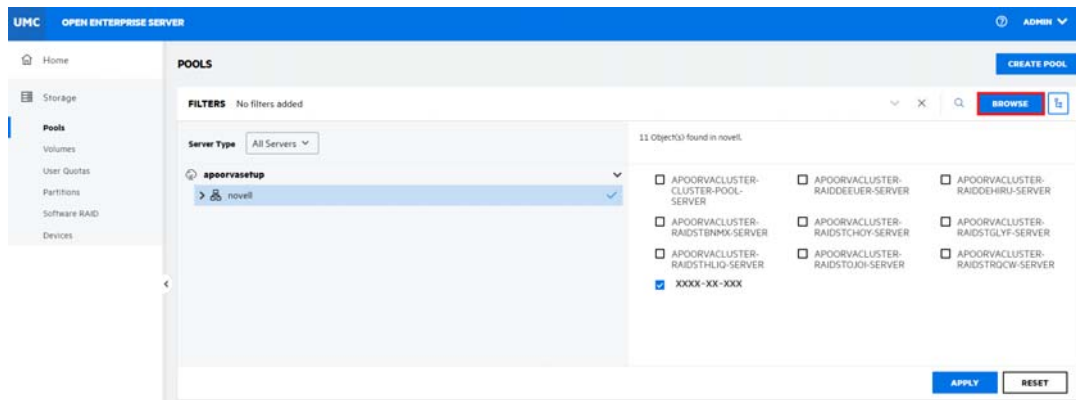 UMC OPEN ENTERPRISE SERVER ADMIN
Home
Storage
Pools
Volumes
User Quotas
Partitions
Software RAID
Devices
POOLS CREATE POOL
FILTERS No filters added BROWSE
Server Type All Servers
apoorvasetup
novell
11 Object(s) found in novell.
APOORVACLUSTER-
CLUSTER-POOL-
SERVER
APOORVACLUSTER-
RAIDDEEUER-SERVER
APOORVACLUSTER-
RAIDDEHIRU-SERVER
APOORVACLUSTER-
RAIDSTBNMX-SERVER
APOORVACLUSTER-
RAIDSTCHOY-SERVER
APOORVACLUSTER-
RAIDSTGLYF-SERVER
APOORVACLUSTER-
RAIDSTHLIQ-SERVER
APOORVACLUSTER-
RAIDSTOJOI-SERVER
APOORVACLUSTER-
RAIDSTRQCW-SERVER
XXXX-XX-XXX
APPLY RESET